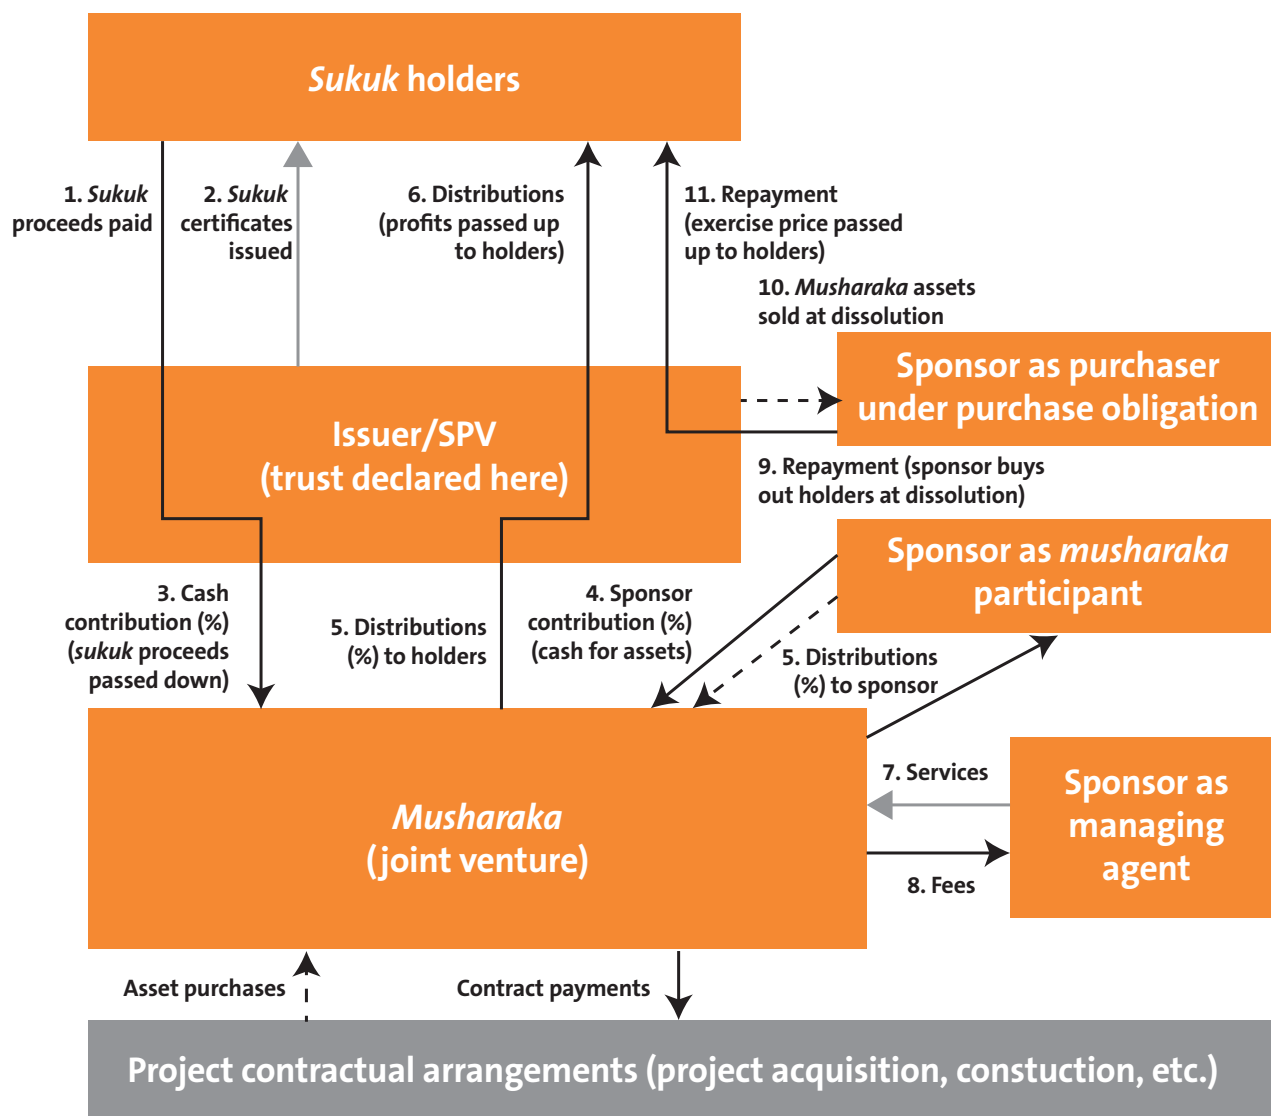 Sukuk holders
1. Sukuk
proceeds paid
2. Sukuk
certificates
issued
6. Distributions
(profits passed up
to holders)
11. Repayment
(exercise price passed
up to holders)
10. Musharaka assets
sold at dissolution
Sponsor as purchaser
under purchase obligation
Issuer/SPV
(trust declared here)
9. Repayment (sponsor buys
out holders at dissolution)
Sponsor as musharaka
participant
3. Cash
contribution (%)
(sukuk proceeds
passed down)
5. Distributions
(%) to holders
4. Sponsor
contribution (%)
(cash for assets)
5. Distributions
(%) to sponsor
7. Services
Sponsor as
managing
agent
Musharaka
(joint venture)
8. Fees
Asset purchases
Contract payments
Project contractual arrangements (project acquisition, constuction, etc.)